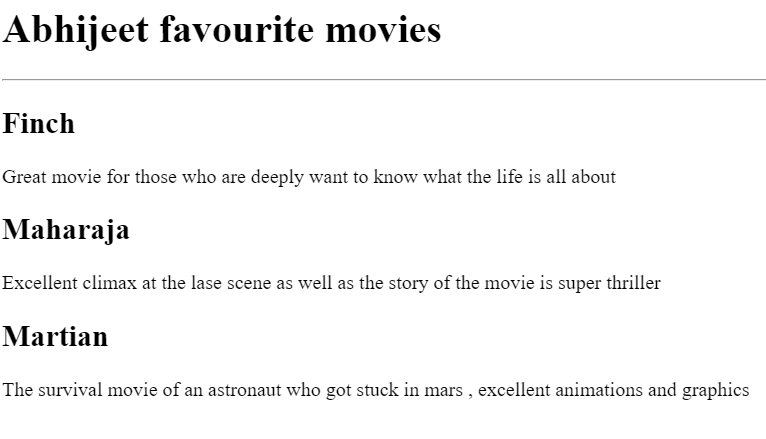 Abhijeet favourite movies
Finch
Great movie for those who are deeply want to know what the life is all about
Maharaja
Excellent climax at the lase scene as well as the story of the movie is super thriller
Martian
The survival movie of an astronaut who got stuck in mars , excellent animations and graphics